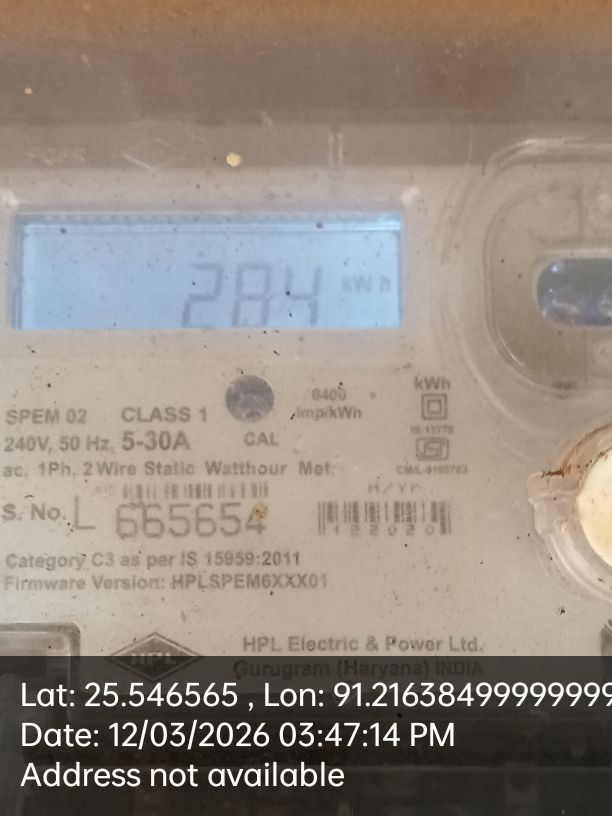 284 kWh
6400
imp/kWh
kWh
SPEM 02 CLASS 1
240V, 50 Hz, 5-30A CAL
ac. 1Ph, 2 Wire Static Watthour Met.
M/Yr.
S. No. L 665654
Category C3 as per IS 15959:2011
Firmware Version: HPLSPEM6XXX01
HPL
HPL Electric & Power Ltd.
Gurugram (Haryana) INDIA
Lat: 25.546565 , Lon: 91.21638499999999
Date: 12/03/2026 03:47:14 PM
Address not available